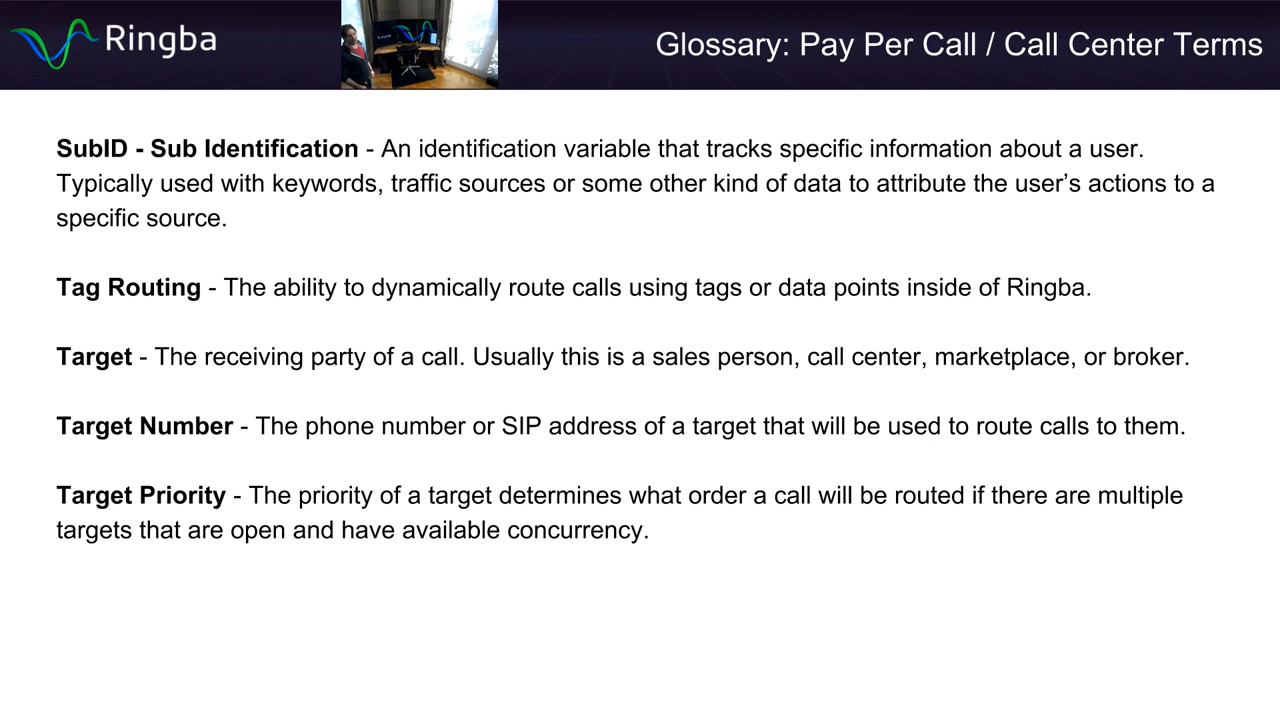 Ringba
Glossary: Pay Per Call / Call Center Terms
SubID - Sub Identification - An identification variable that tracks specific information about a user.
Typically used with keywords, traffic sources or some other kind of data to attribute the user’s actions to a
specific source.
Tag Routing - The ability to dynamically route calls using tags or data points inside of Ringba.
Target - The receiving party of a call. Usually this is a sales person, call center, marketplace, or broker.
Target Number - The phone number or SIP address of a target that will be used to route calls to them.
Target Priority - The priority of a target determines what order a call will be routed if there are multiple
targets that are open and have available concurrency.